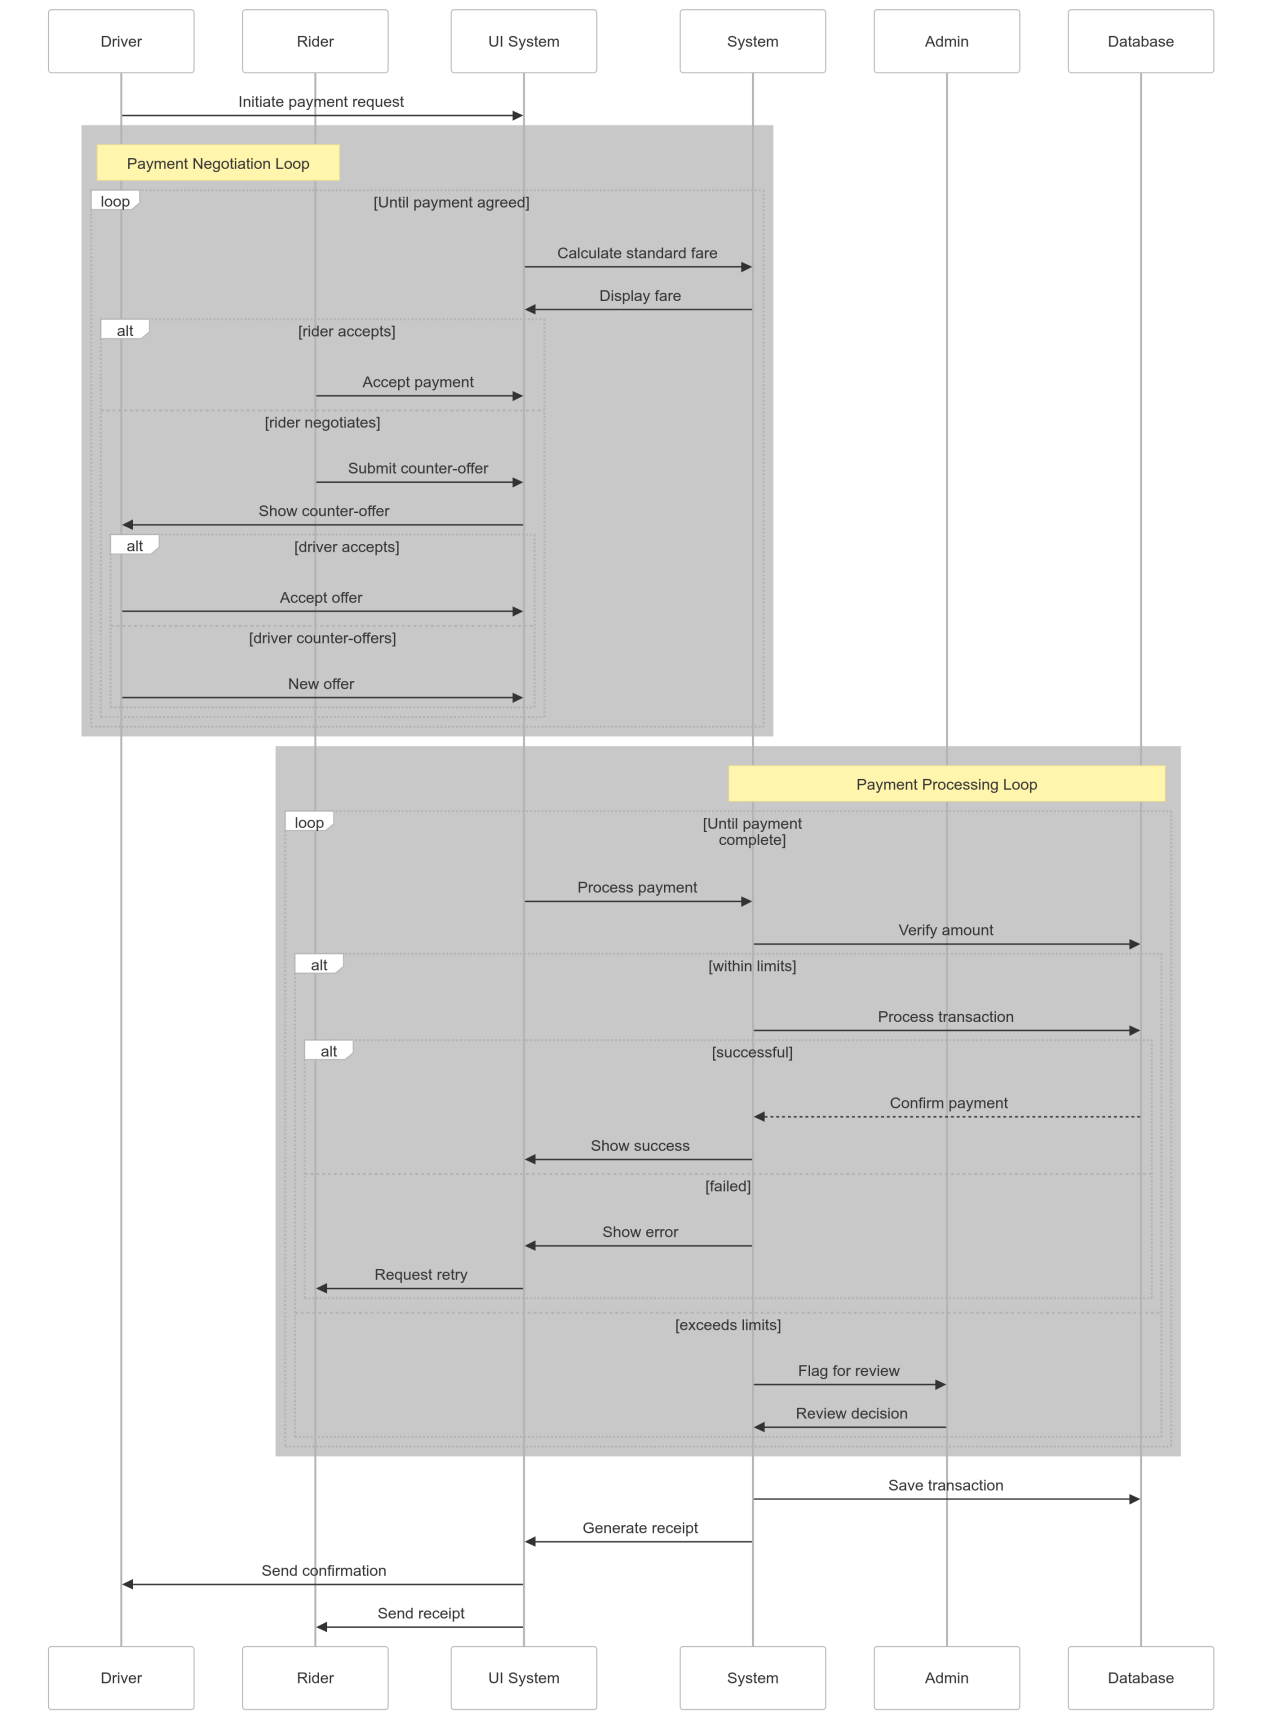 Driver
Rider
UI System
System
Admin
Database
Initiate payment request
Payment Negotiation Loop
loop
[Until payment agreed]
Calculate standard fare
Display fare
alt
[rider accepts]
Accept payment
[rider negotiates]
Submit counter-offer
Show counter-offer
alt
[driver accepts]
Accept offer
[driver counter-offers]
New offer
Payment Processing Loop
loop
[Until payment
complete]
Process payment
Verify amount
alt
[within limits]
Process transaction
alt
[successful]
Confirm payment
Show success
[failed]
Show error
Request retry
[exceeds limits]
Flag for review
Review decision
Save transaction
Generate receipt
Send confirmation
Send receipt
Driver
Rider
UI System
System
Admin
Database